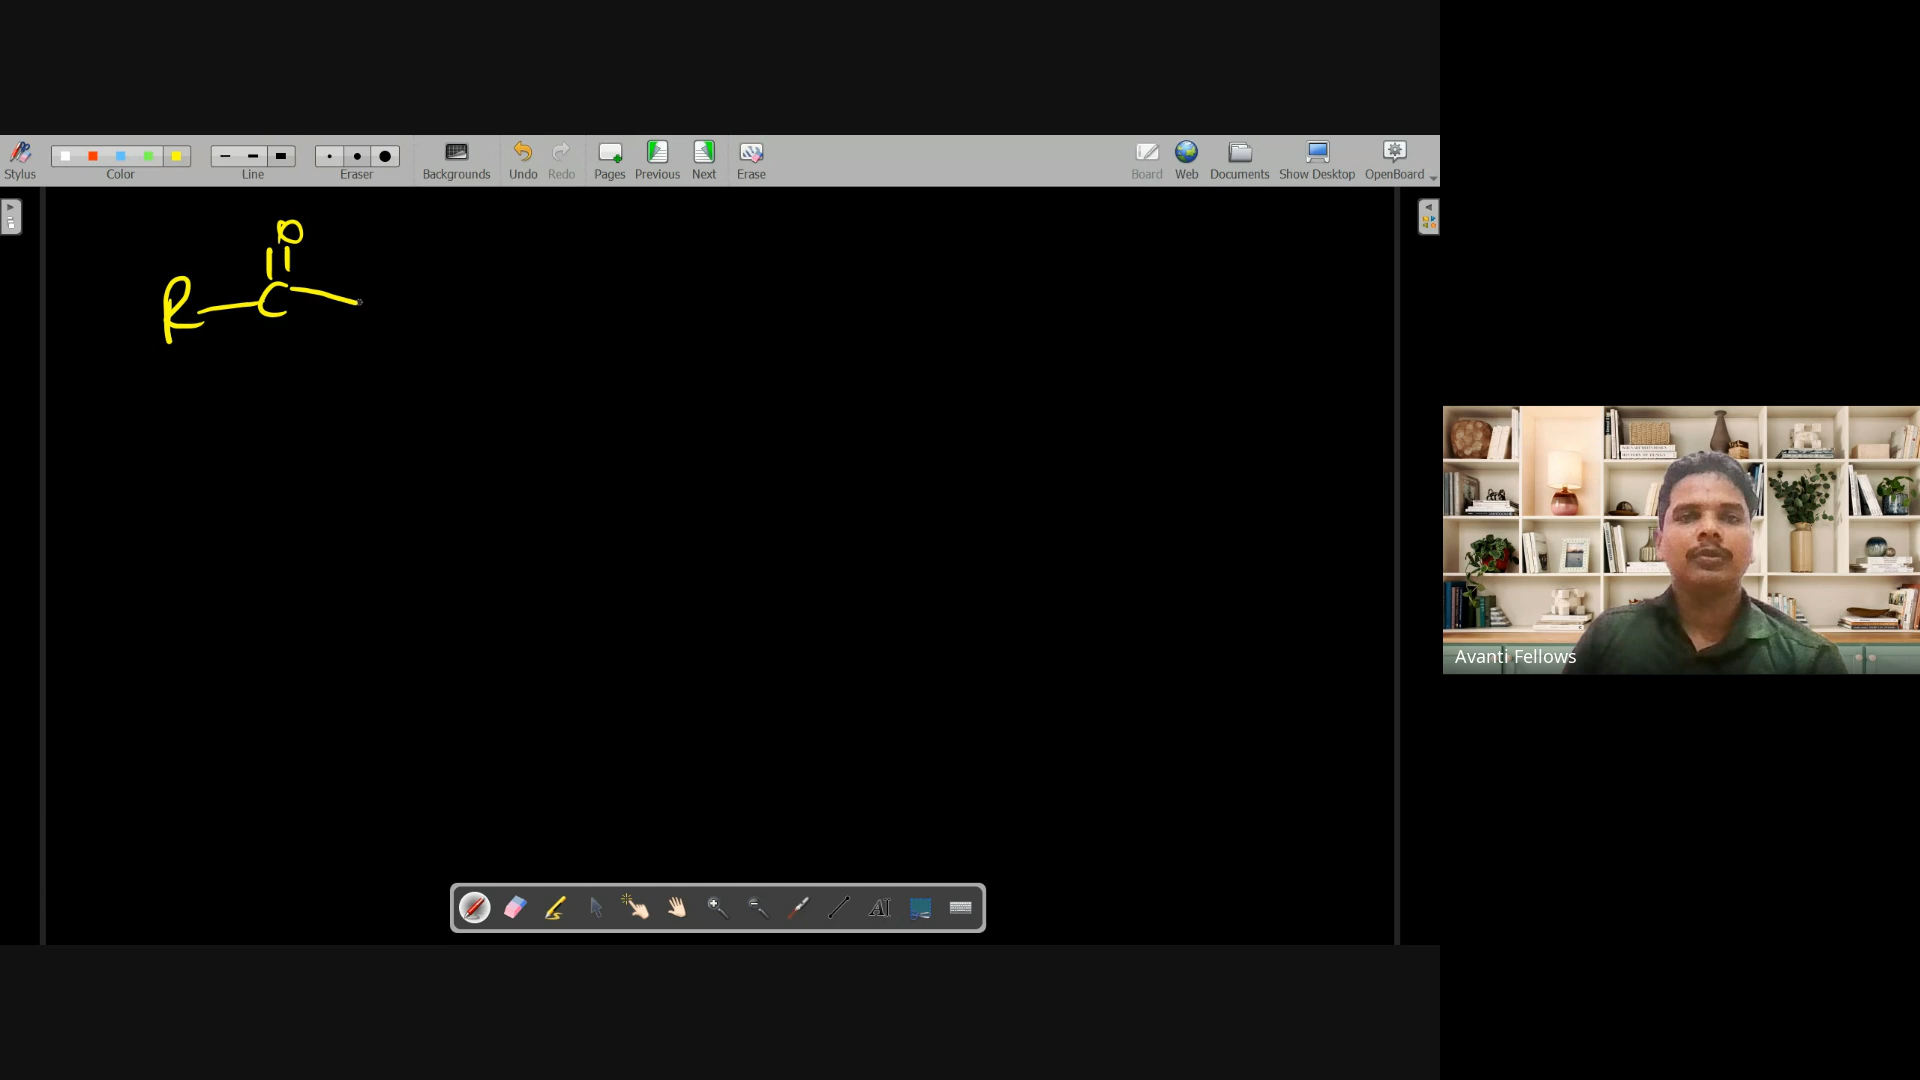 Stylus
Color
Line
Eraser
Backgrounds
Undo
Redo
Pages
Previous
Next
Erase
Board
Web
Documents
Show Desktop
OpenBoard
O
R—C—
AI
Avanti Fellows